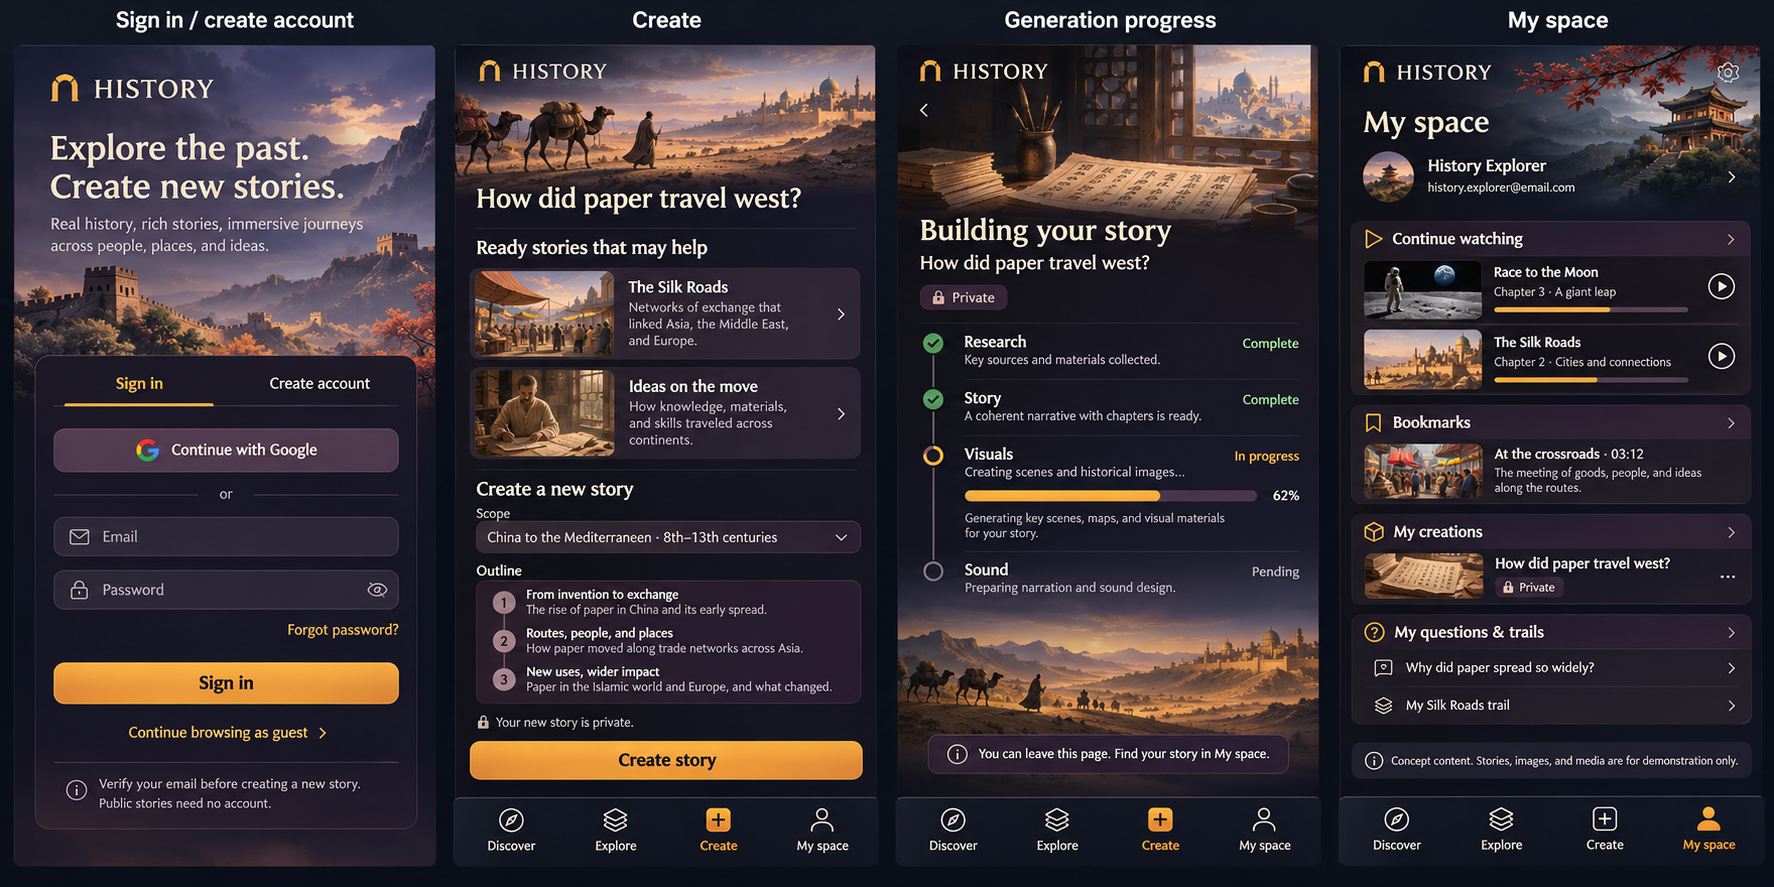 Sign in / create account
HISTORY
Explore the past.
Create new stories.
Real history, rich stories, immersive journeys
across people, places, and ideas.
Sign in
Create account
Continue with Google
or
Email
Password
Forgot password?
Sign in
Continue browsing as guest
Verify your email before creating a new story.
Public stories need no account.
Create
HISTORY
How did paper travel west?
Ready stories that may help
The Silk Roads
Networks of exchange that
linked Asia, the Middle East,
and Europe.
Ideas on the move
How knowledge, materials,
and skills traveled across
continents.
Create a new story
Scope
China to the Mediterraneen · 8th–13th centuries
Outline
1
From invention to exchange
The rise of paper in China and its early spread.
2
Routes, people, and places
How paper moved along trade networks across Asia.
3
New uses, wider impact
Paper in the Islamic world and Europe, and what changed.
Your new story is private.
Create story
Discover
Explore
Create
My space
Generation progress
HISTORY
Building your story
How did paper travel west?
Private
Research
Complete
Key sources and materials collected.
Story
Complete
A coherent narrative with chapters is ready.
Visuals
In progress
Creating scenes and historical images...
62%
Generating key scenes, maps, and visual materials
for your story.
Sound
Pending
Preparing narration and sound design.
You can leave this page. Find your story in My space.
Discover
Explore
Create
My space
My space
HISTORY
My space
History Explorer
history.explorer@email.com
Continue watching
Race to the Moon
Chapter 3 · A giant leap
The Silk Roads
Chapter 2 · Cities and connections
Bookmarks
At the crossroads · 03:12
The meeting of goods, people, and ideas
along the routes.
My creations
How did paper travel west?
Private
My questions & trails
Why did paper spread so widely?
My Silk Roads trail
Concept content. Stories, images, and media are for demonstration only.
Discover
Explore
Create
My space